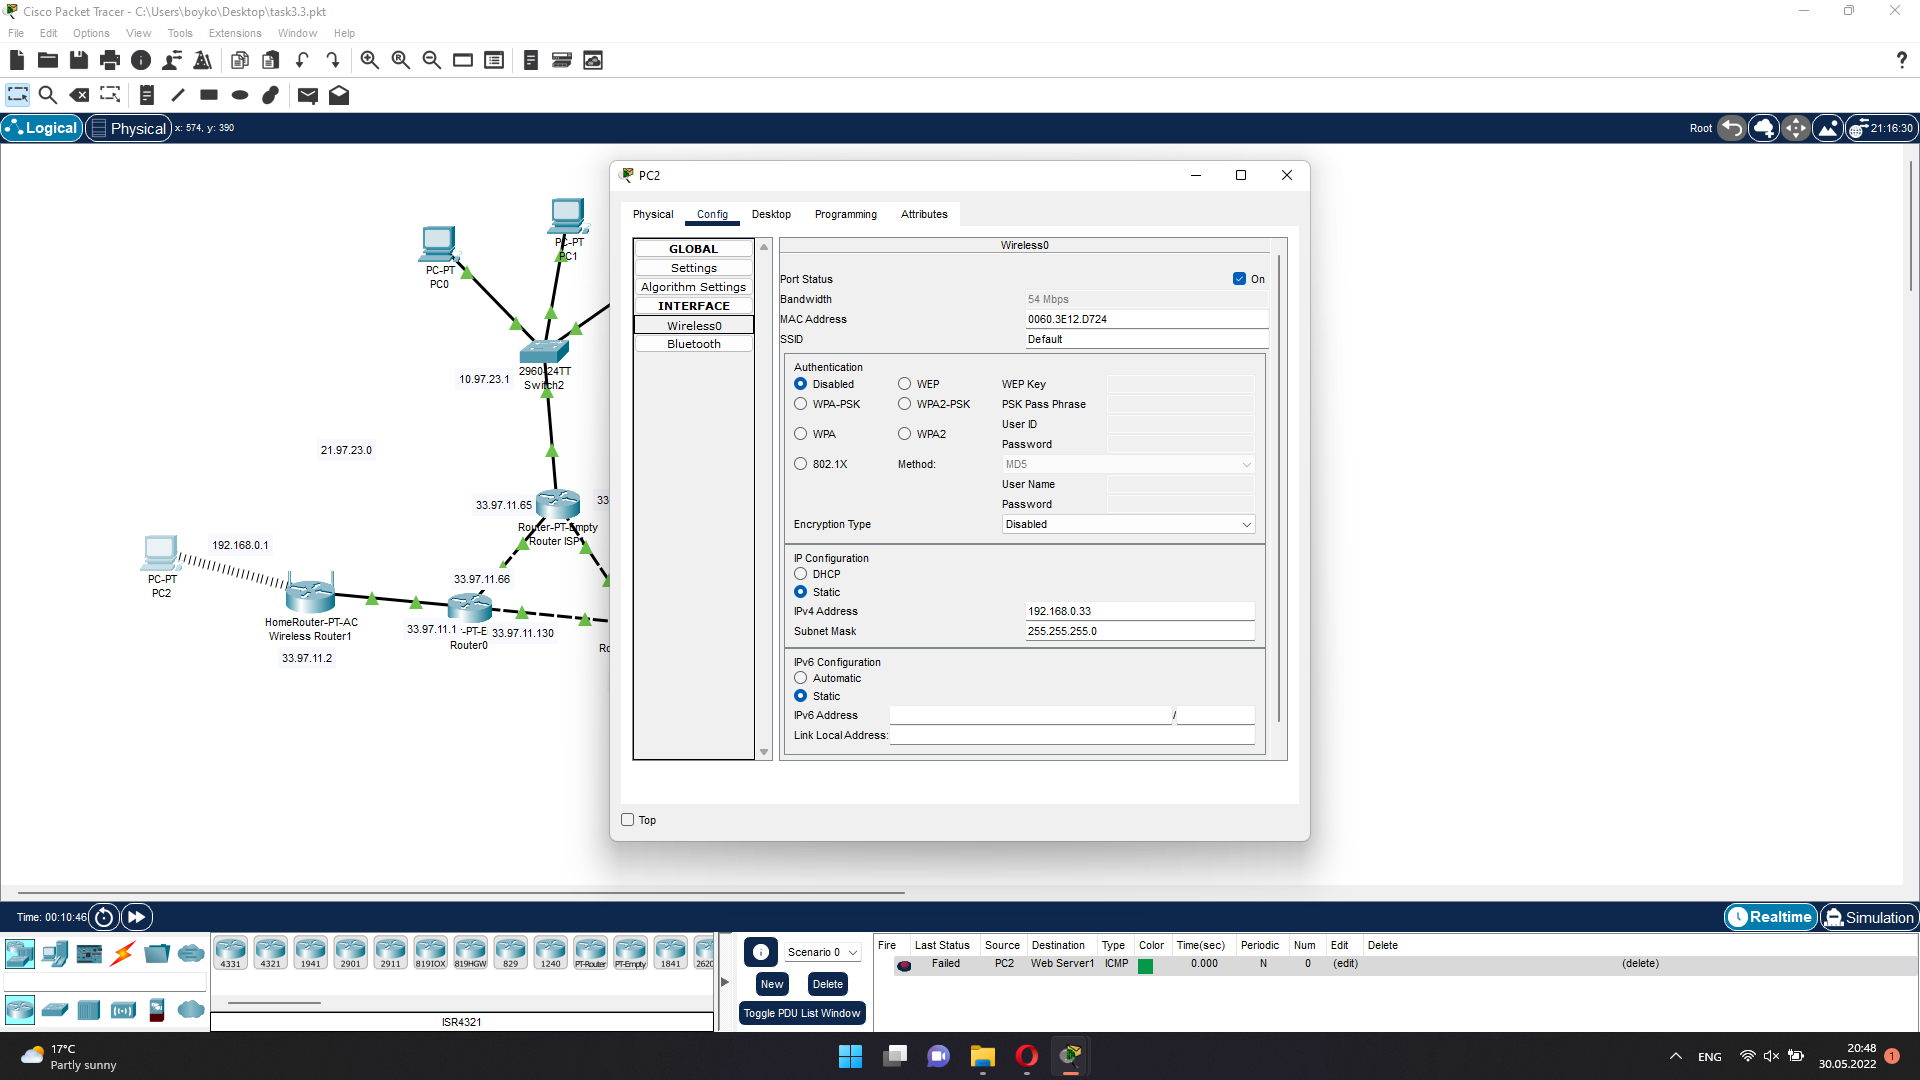 Cisco Packet Tracer - C:\Users\boyko\Desktop\task3.3.pkt
File Edit Options View Tools Extensions Window Help
Logical Physical x: 574, y: 390 Root 21:16:30
PC-PT
PC0
PC-PT
PC1
10.97.23.1
2960-24TT
Switch2
21.97.23.0
33.97.11.65
33
Router-PT-Empty
Router ISP
192.168.0.1
PC-PT
PC2
33.97.11.66
HomeRouter-PT-AC
Wireless Router1
33.97.11.1
-PT-E
33.97.11.130
Router0
Ro
33.97.11.2
PC2
Physical Config Desktop Programming Attributes
GLOBAL
Settings
Algorithm Settings
INTERFACE
Wireless0
Bluetooth
Wireless0
Port Status On
Bandwidth 54 Mbps
MAC Address 0060.3E12.D724
SSID Default
Authentication
Disabled WEP WEP Key
WPA-PSK WPA2-PSK PSK Pass Phrase
User ID
WPA WPA2
Password
802.1X Method: MD5
User Name
Password
Encryption Type Disabled
IP Configuration
DHCP
Static
IPv4 Address 192.168.0.33
Subnet Mask 255.255.255.0
IPv6 Configuration
Automatic
Static
IPv6 Address /
Link Local Address:
Top
Time: 00:10:46 Realtime Simulation
4331 4321 1941 2901 2911 819IOX 819HGW 829 1240 PT-Router PT-Empty 1841 2620
ISR4321
Scenario 0
New Delete
Toggle PDU List Window
Fire Last Status Source Destination Type Color Time(sec) Periodic Num Edit Delete
Failed PC2 Web Server1 ICMP 0.000 N 0 (edit) (delete)
17°C
Partly sunny
ENG
20:48
30.05.2022
1